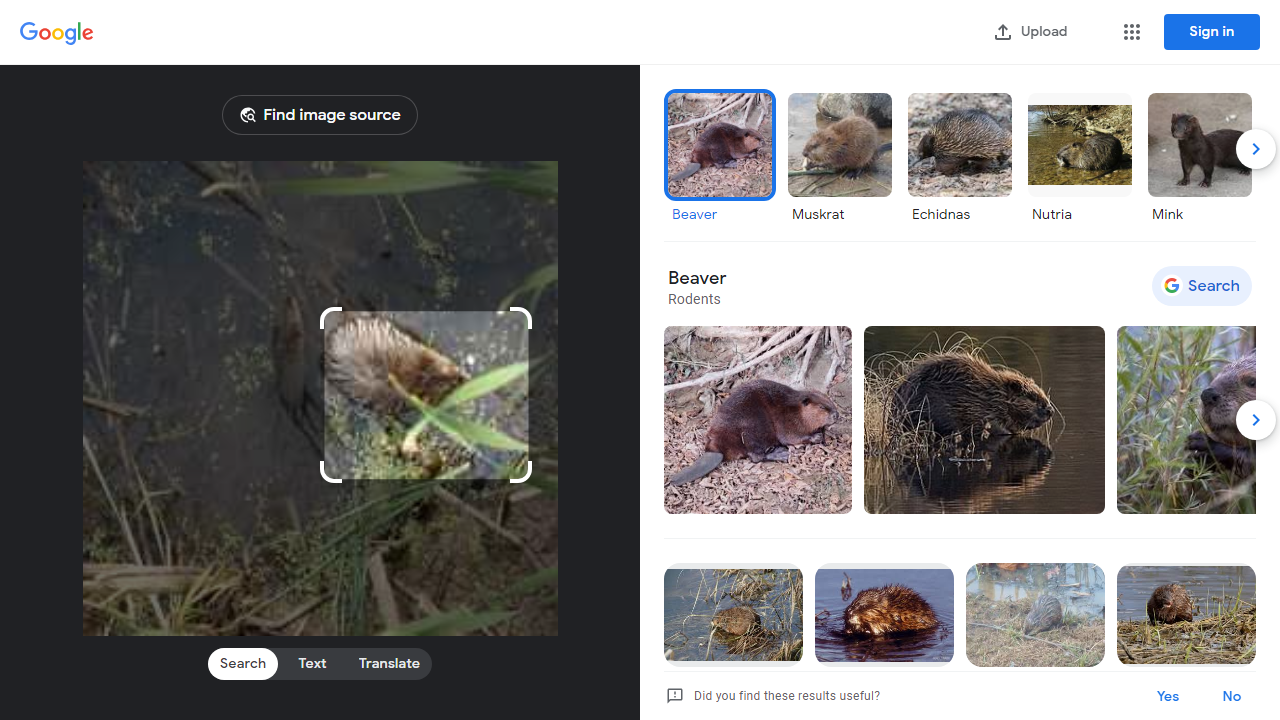 Google
Upload
Sign in
Find image source
Search
Text
Translate
Beaver
Muskrat
Echidnas
Nutria
Mink
Beaver
Rodents
Search
Did you find these results useful?
Yes
No